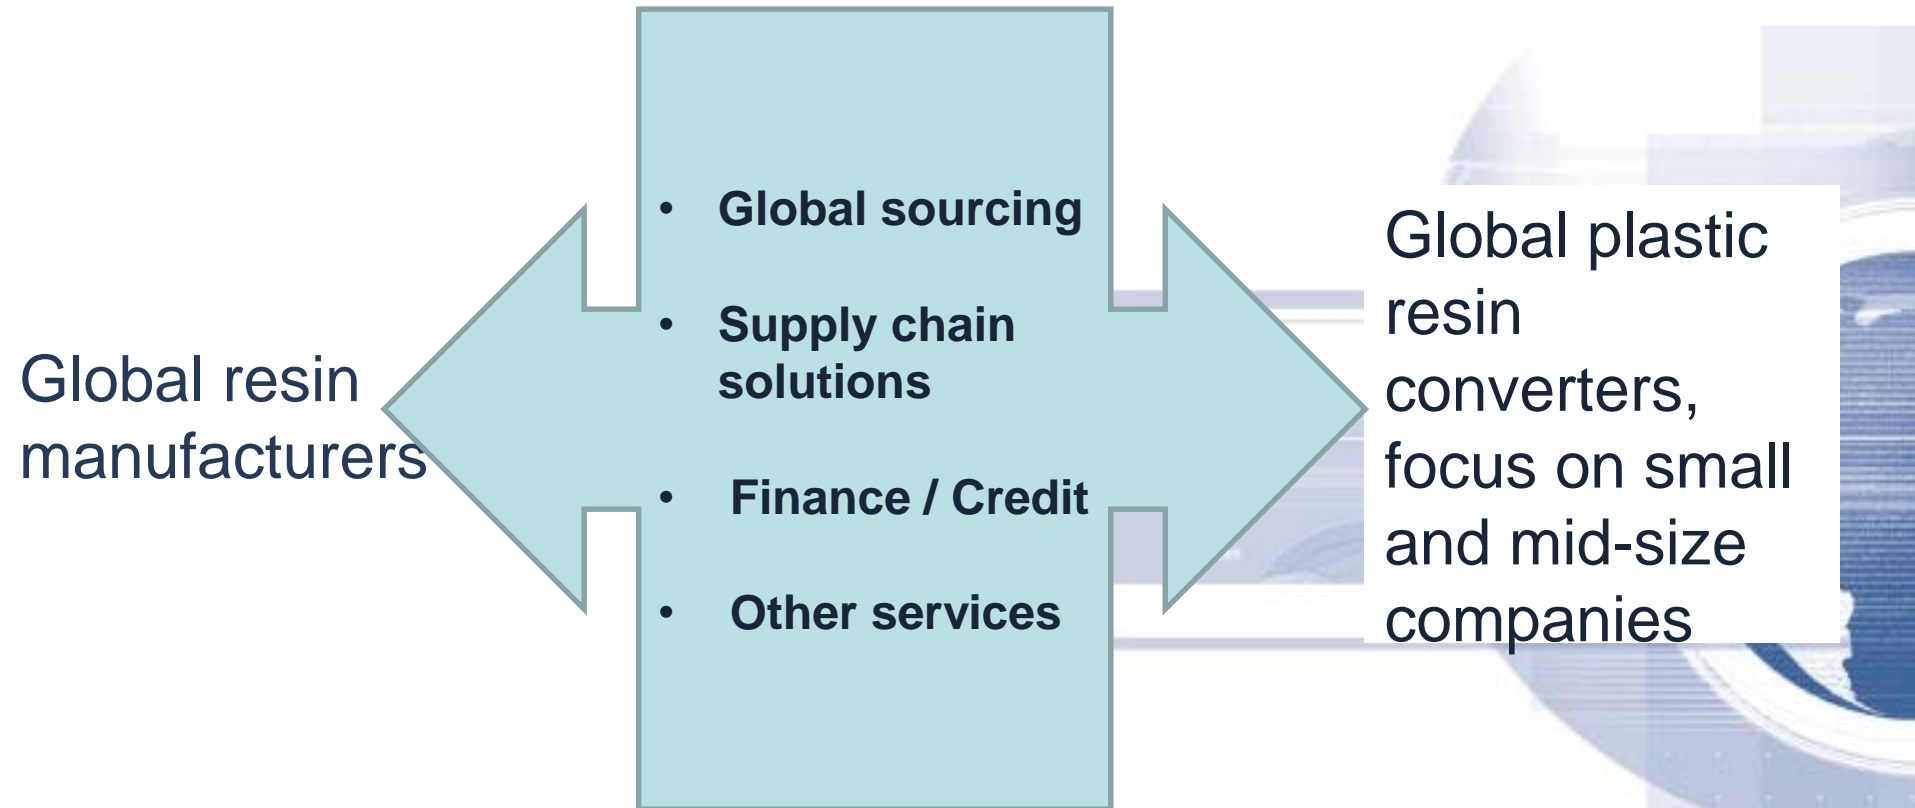 Global resin
manufacturers
• Global sourcing
• Supply chain
solutions
• Finance / Credit
• Other services
Global plastic
resin
converters,
focus on small
and mid-size
companies